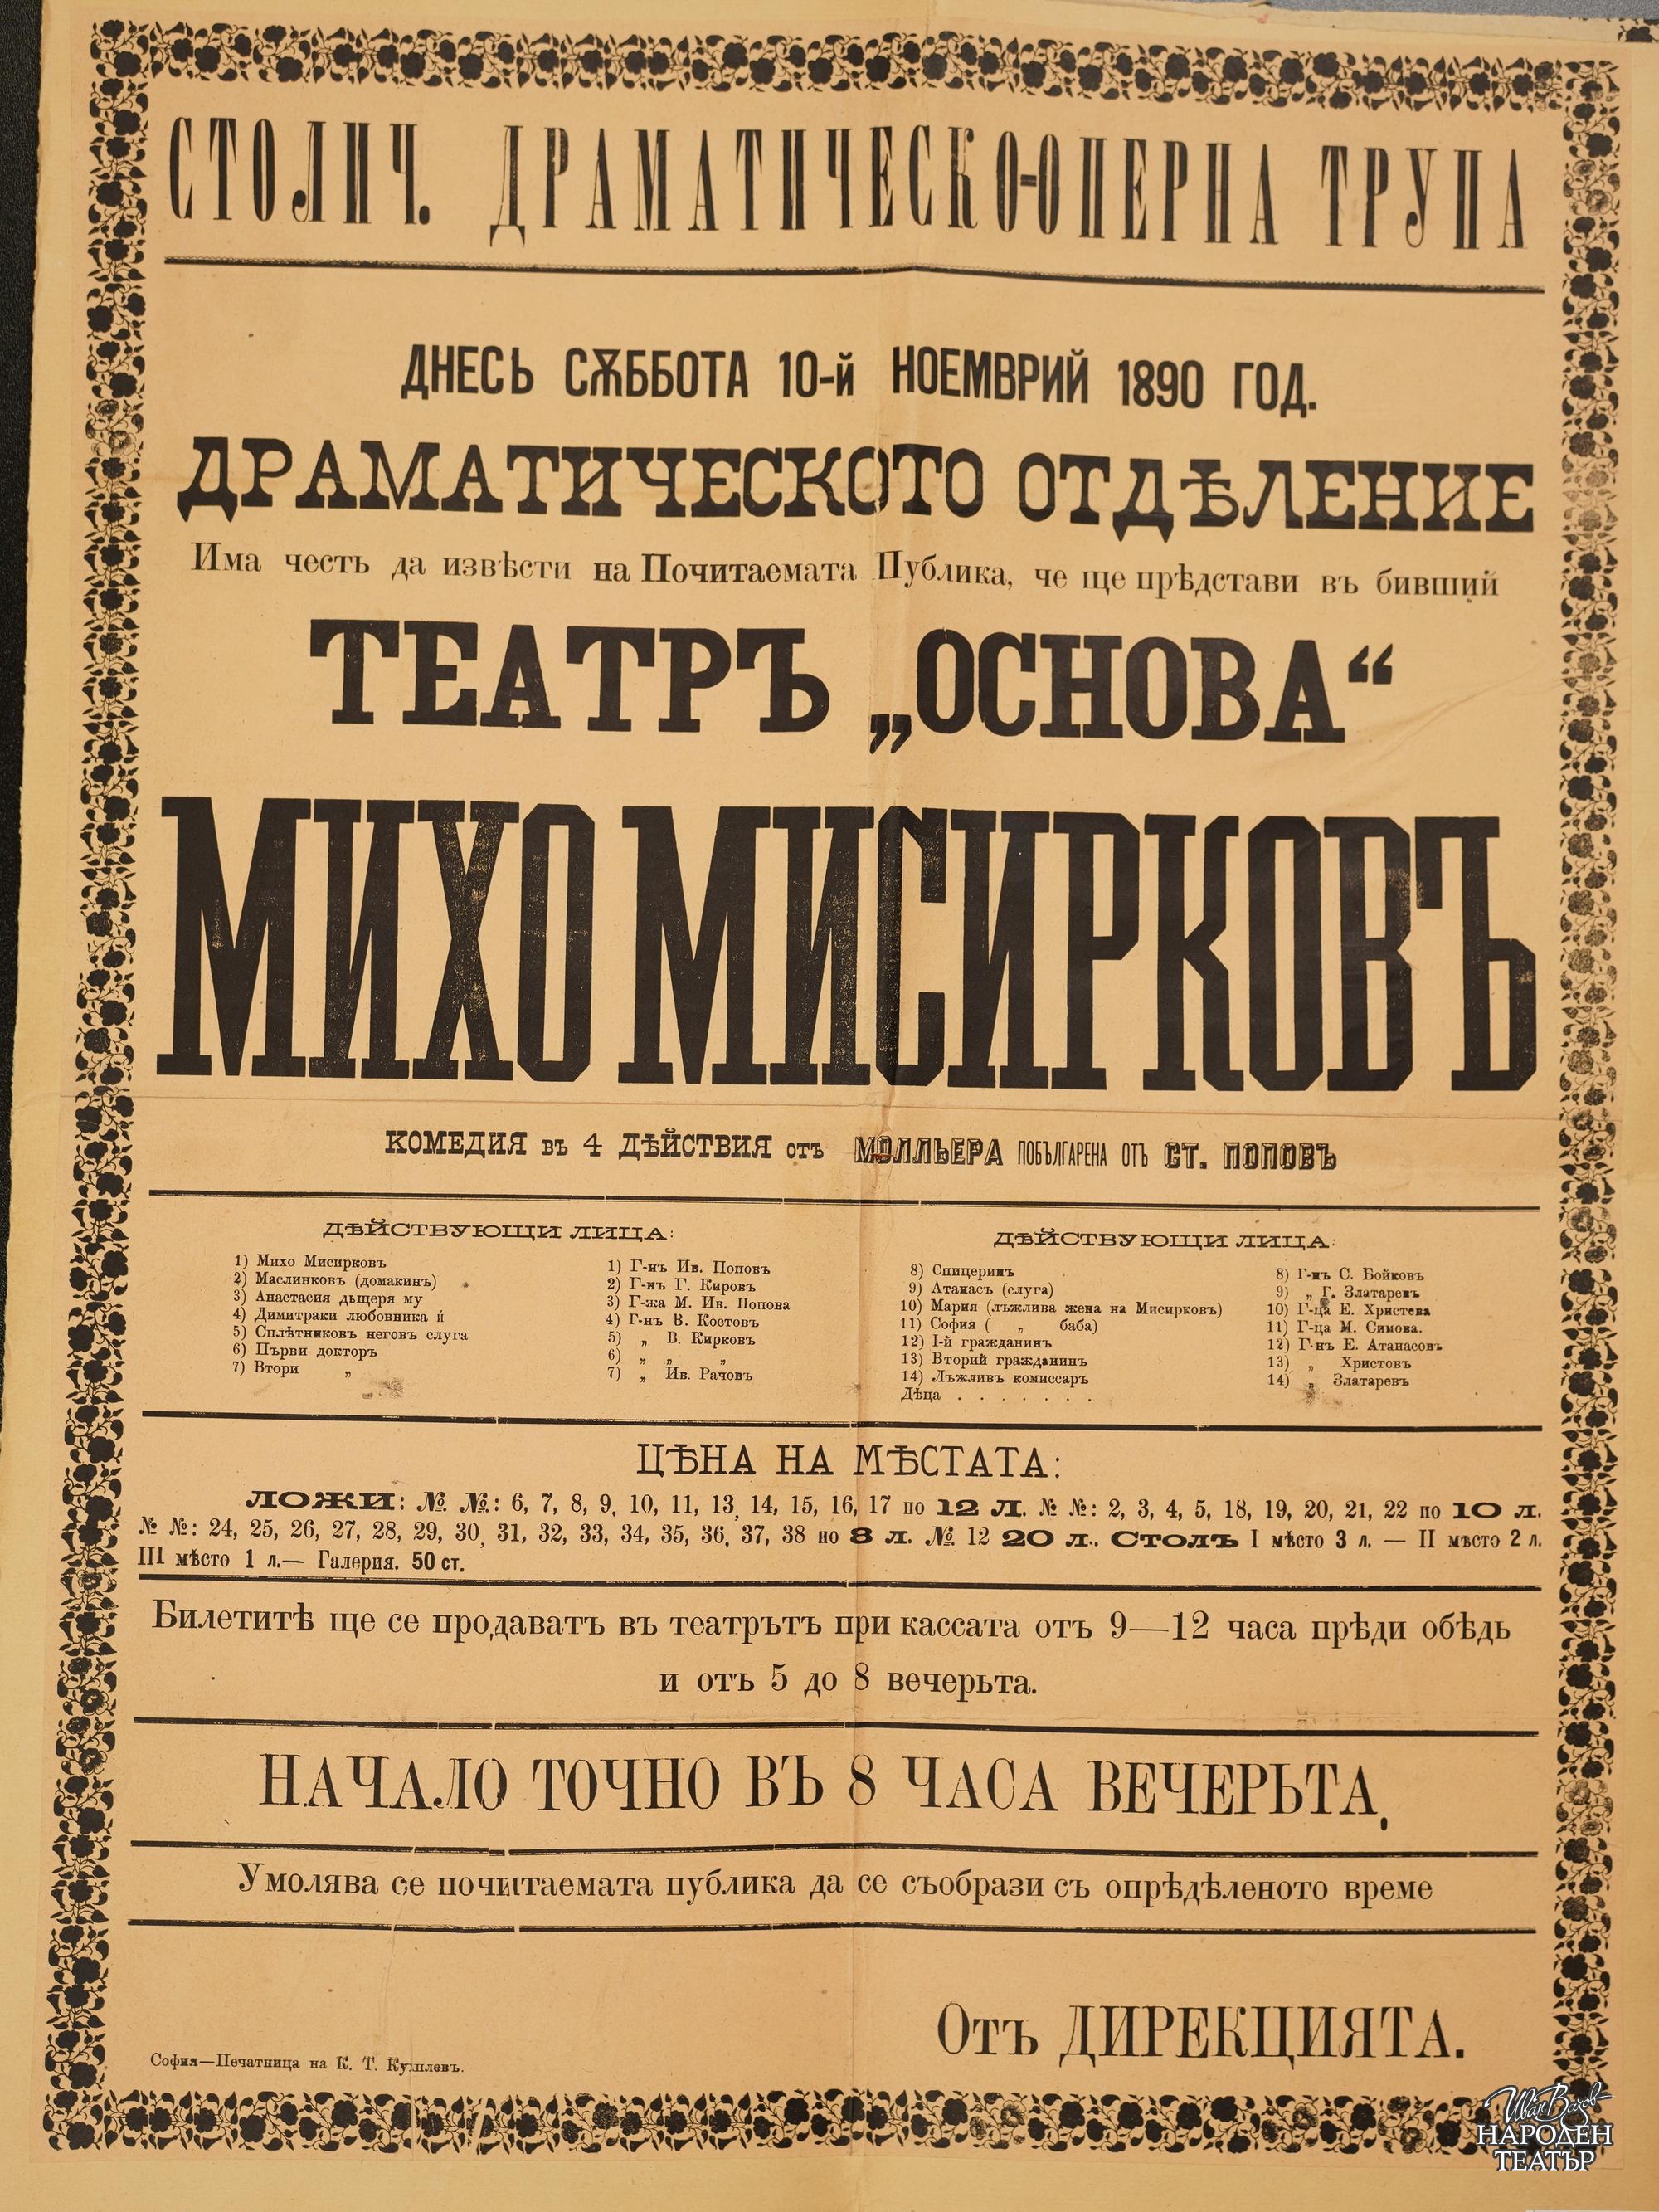 СТОЛИЧ. ДРАМАТИЧЕСКО-ОПЕРНА ТРУПА
ДНЕСЬ СѪББОТА 10-й НОЕМВРИЙ 1890 ГОД.
ДРАМАТИЧЕСКОТО ОТДѢЛЕНИЕ
Има честь да извѣсти на Почитаемата Публика, че ще прѣдстави въ бивший
ТЕАТРЪ „ОСНОВА“
МИХО МИСИРКОВЪ
КОМЕДИЯ въ 4 ДѢЙСТВИЯ отъ МОЛЛЬЕРА ПОБЪЛГАРЕНА ОТЪ СТ. ПОПОВЪ
ДѢЙСТВУЮЩИ ЛИЦА:
1) Михо Мисирковъ 1) Г-нъ Ив. Поповъ
2) Маслинковъ (домакинъ) 2) Г-нъ Г. Кировъ
3) Анастасия дъщеря му 3) Г-жа М. Ив. Попова
4) Димитраки любовника ѝ 4) Г-нъ В. Костовъ
5) Сплѣтниковъ неговъ слуга 5) „ В. Кирковъ
6) Първи докторъ 6) „ „ „
7) Втори „ 7) „ Ив. Рачовъ
ДѢЙСТВУЮЩИ ЛИЦА:
8) Спицеринъ 8) Г-нъ С. Бойковъ
9) Атанасъ (слуга) 9) „ Г. Златаревъ
10) Мария (лъжлива жена на Мисирковъ) 10) Г-ца Е. Христева
11) София ( „ баба) 11) Г-ца М. Симова.
12) I-й гражданинъ 12) Г-нъ Е. Атанасовъ
13) Вторий гражданинъ 13) „ Христовъ
14) Лъжливъ комиссаръ 14) „ Златаревъ
Дѣца . . . . . . .
ЦѢНА НА МѢСТАТА:
ЛОЖИ: № №: 6, 7, 8, 9, 10, 11, 13, 14, 15, 16, 17 по 12 Л. № №: 2, 3, 4, 5, 18, 19, 20, 21, 22 по 10 л.
№ №: 24, 25, 26, 27, 28, 29, 30, 31, 32, 33, 34, 35, 36, 37, 38 по 8 л. № 12 20 л.. СТОЛЪ I мѣсто 3 л. — II мѣсто 2 л.
III мѣсто 1 л.— Галерия. 50 ст.
Билетитѣ ще се продаватъ въ театрътъ при кассата отъ 9—12 часа прѣди обѣдь
и отъ 5 до 8 вечерьта.
НАЧАЛО ТОЧНО ВЪ 8 ЧАСА ВЕЧЕРЬТА.
Умолява се почитаемата публика да се съобрази съ опрѣдѣленото време
Отъ ДИРЕКЦИЯТА.
София—Печатница на К. Т. Кушлевъ.
Иван Вазов
НАРОДЕН
ТЕАТЪР